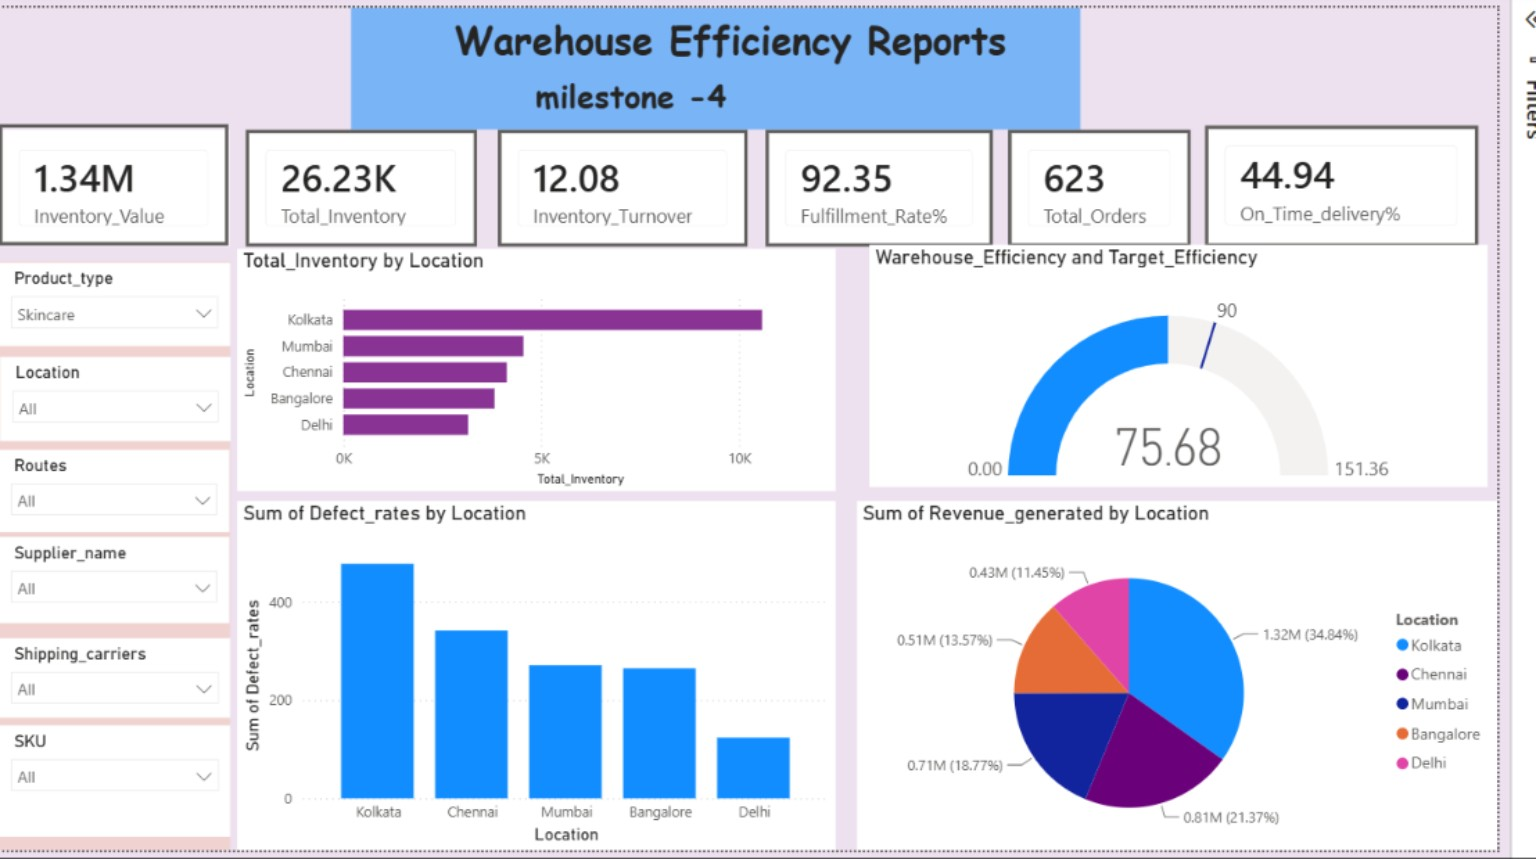 Warehouse Efficiency Reports
milestone -4
1.34M
Inventory_Value
26.23K
Total_Inventory
12.08
Inventory_Turnover
92.35
Fulfillment_Rate%
623
Total_Orders
44.94
On_Time_delivery%
Filters
Product_type
Skincare
Location
All
Routes
All
Supplier_name
All
Shipping_carriers
All
SKU
All
Total_Inventory by Location
Location
Kolkata
Mumbai
Chennai
Bangalore
Delhi
0K 5K 10K
Total_Inventory
Warehouse_Efficiency and Target_Efficiency
90
75.68
0.00
151.36
Sum of Defect_rates by Location
Sum of Defect_rates
400
200
0
Kolkata Chennai Mumbai Bangalore Delhi
Location
Sum of Revenue_generated by Location
0.43M (11.45%)
0.51M (13.57%)
1.32M (34.84%)
0.71M (18.77%)
0.81M (21.37%)
Location
Kolkata
Chennai
Mumbai
Bangalore
Delhi